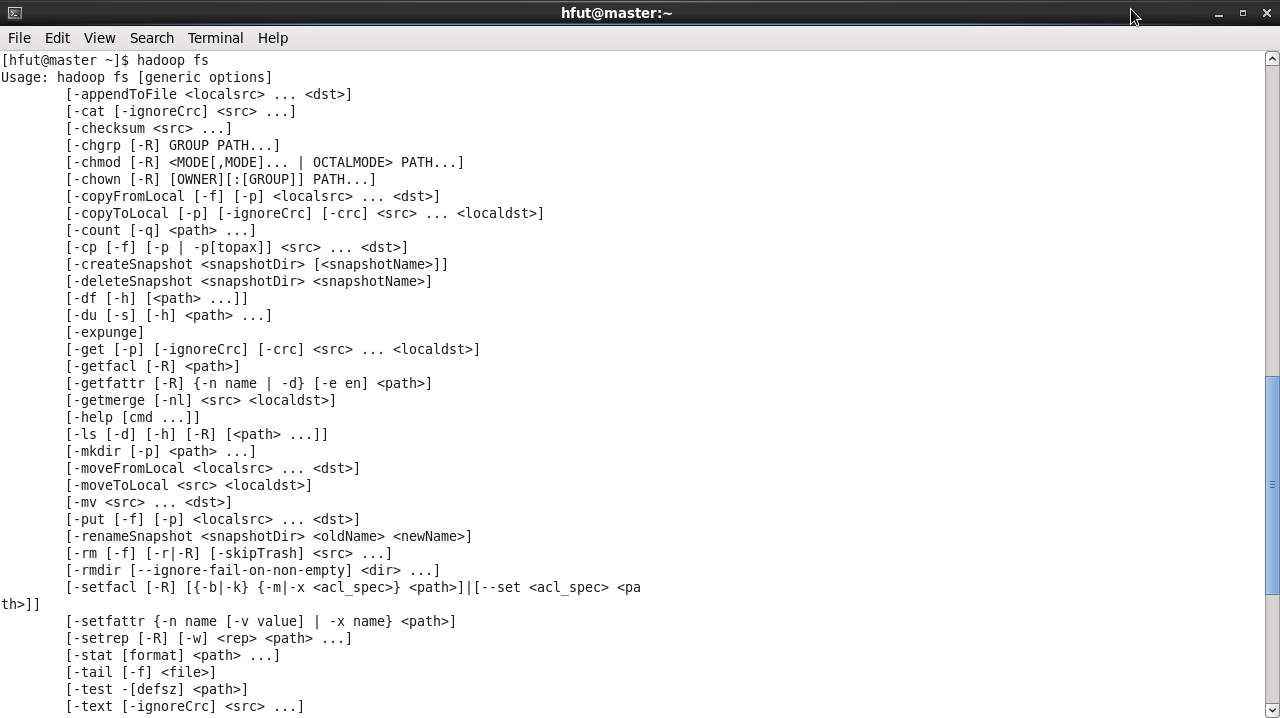 hfut@master:~
File Edit View Search Terminal Help
[hfut@master ~]$ hadoop fs
Usage: hadoop fs [generic options]
[-appendToFile <localsrc> ... <dst>]
[-cat [-ignoreCrc] <src> ...]
[-checksum <src> ...]
[-chgrp [-R] GROUP PATH...]
[-chmod [-R] <MODE[,MODE]... | OCTALMODE> PATH...]
[-chown [-R] [OWNER][:[GROUP]] PATH...]
[-copyFromLocal [-f] [-p] <localsrc> ... <dst>]
[-copyToLocal [-p] [-ignoreCrc] [-crc] <src> ... <localdst>]
[-count [-q] <path> ...]
[-cp [-f] [-p | -p[topax]] <src> ... <dst>]
[-createSnapshot <snapshotDir> [<snapshotName>]]
[-deleteSnapshot <snapshotDir> <snapshotName>]
[-df [-h] [<path> ...]]
[-du [-s] [-h] <path> ...]
[-expunge]
[-get [-p] [-ignoreCrc] [-crc] <src> ... <localdst>]
[-getfacl [-R] <path>]
[-getfattr [-R] {-n name | -d} [-e en] <path>]
[-getmerge [-nl] <src> <localdst>]
[-help [cmd ...]]
[-ls [-d] [-h] [-R] [<path> ...]]
[-mkdir [-p] <path> ...]
[-moveFromLocal <localsrc> ... <dst>]
[-moveToLocal <src> <localdst>]
[-mv <src> ... <dst>]
[-put [-f] [-p] <localsrc> ... <dst>]
[-renameSnapshot <snapshotDir> <oldName> <newName>]
[-rm [-f] [-r|-R] [-skipTrash] <src> ...]
[-rmdir [--ignore-fail-on-non-empty] <dir> ...]
[-setfacl [-R] [{-b|-k} {-m|-x <acl_spec>} <path>]|[--set <acl_spec> <pa
th>]]
[-setfattr {-n name [-v value] | -x name} <path>]
[-setrep [-R] [-w] <rep> <path> ...]
[-stat [format] <path> ...]
[-tail [-f] <file>]
[-test -[defsz] <path>]
[-text [-ignoreCrc] <src> ...]